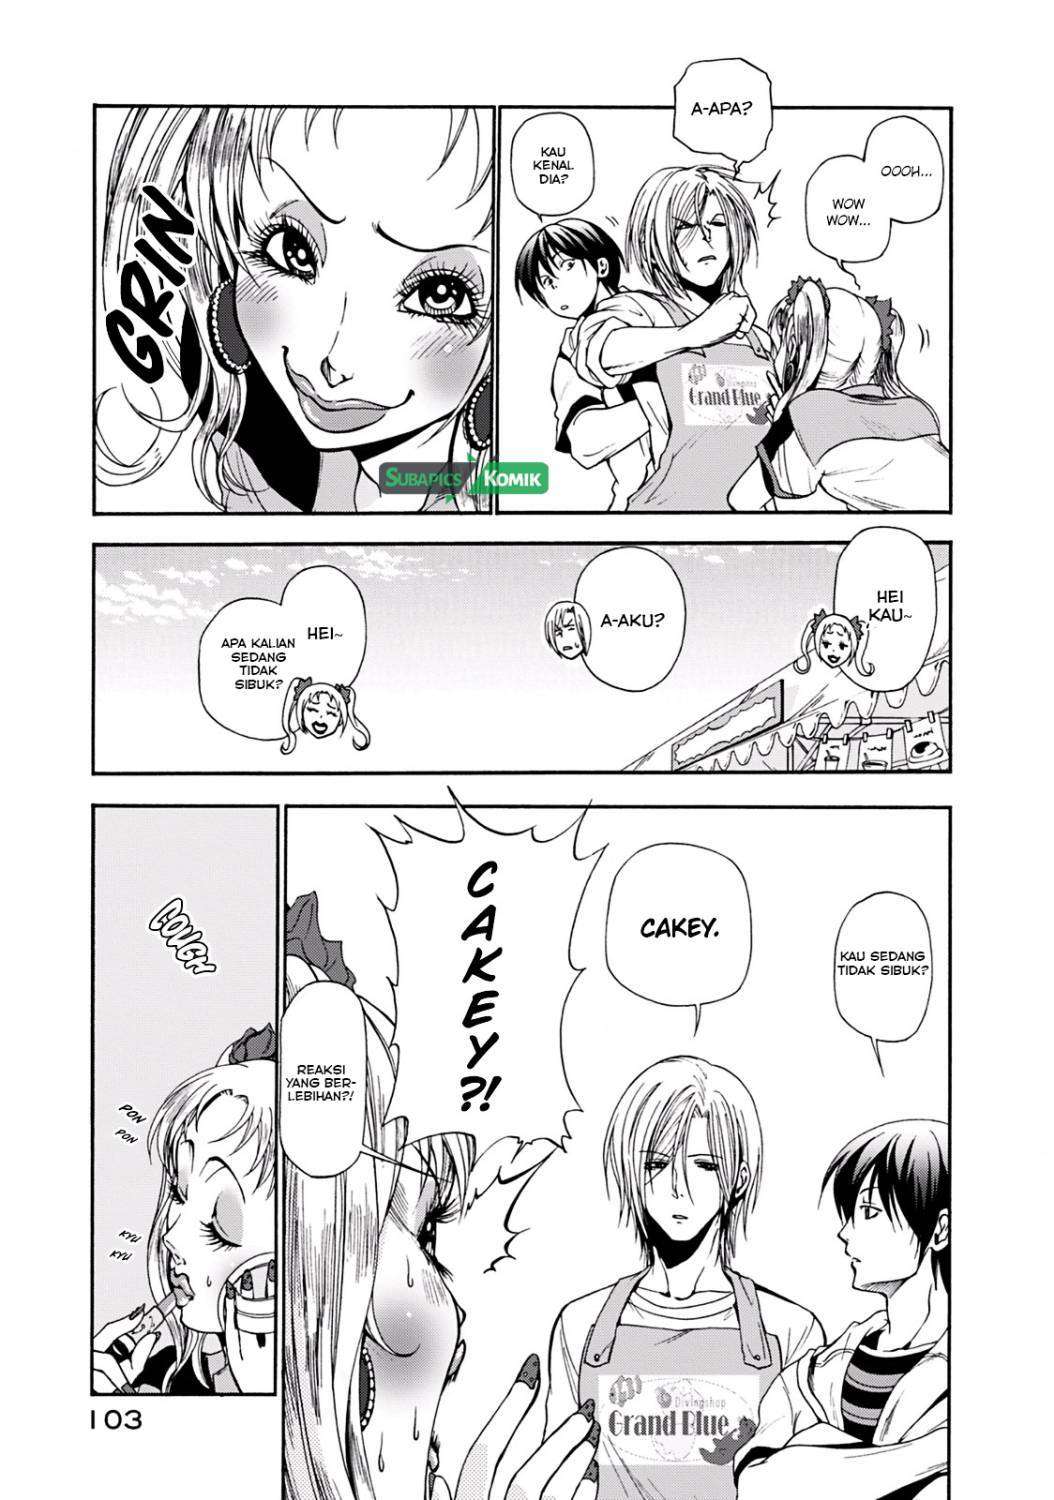 A-APA?
KAU
KENAL
DIA?
OOOH...
WOW
WOW...
Divingshop
Grand Blue
GRIN
SUBAPICS KOMIK
HEI
KAU~
A-AKU?
HEI~
APA KALIAN
SEDANG
TIDAK
SIBUK?
KAU SEDANG
TIDAK SIBUK?
CAKEY.
CAKEY?!
REAKSI
YANG BER-
LEBIHAN?!
Divingshop
Grand Blue
COUGH
PON
PON
KYU
KYU
103